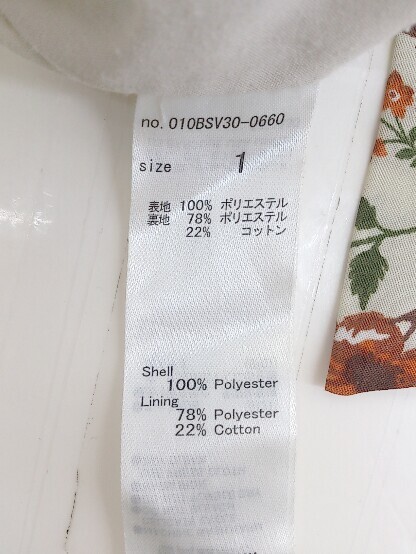 no. 010BSV30-0660
size 1
表地 100% ポリエステル
裏地 78% ポリエステル
22% コットン
Shell
100% Polyester
Lining
78% Polyester
22% Cotton